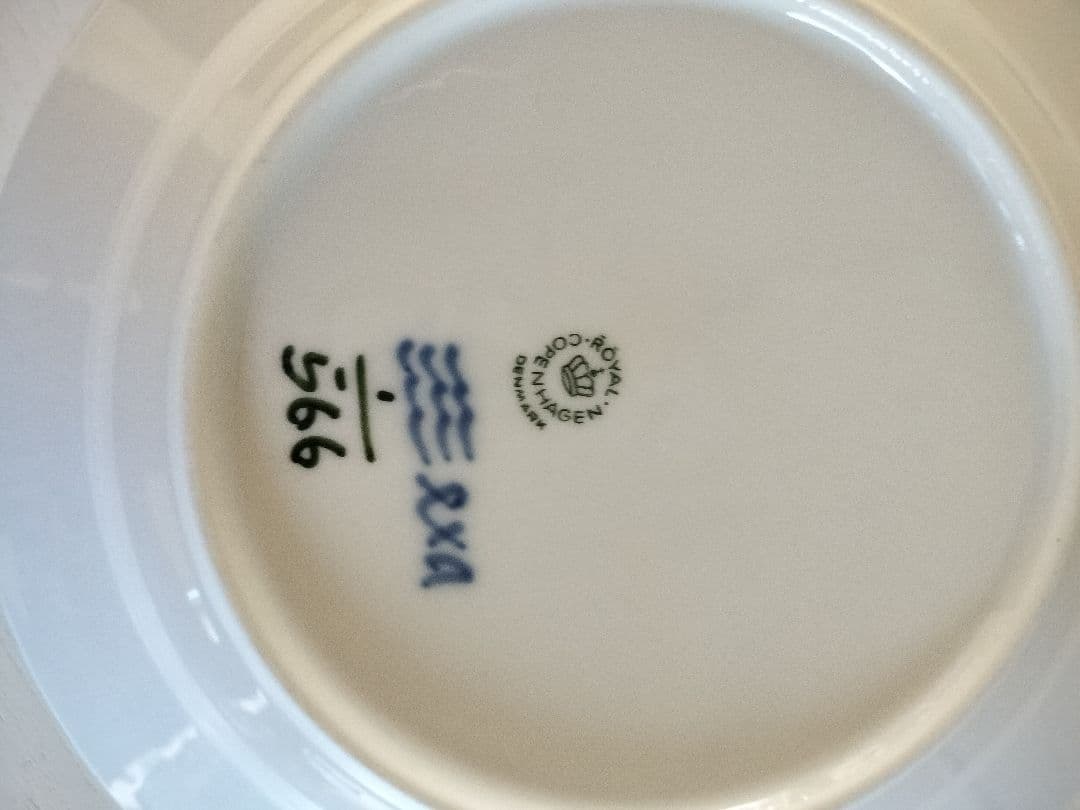 ROYAL · COPENHAGEN ·
DENMARK
566